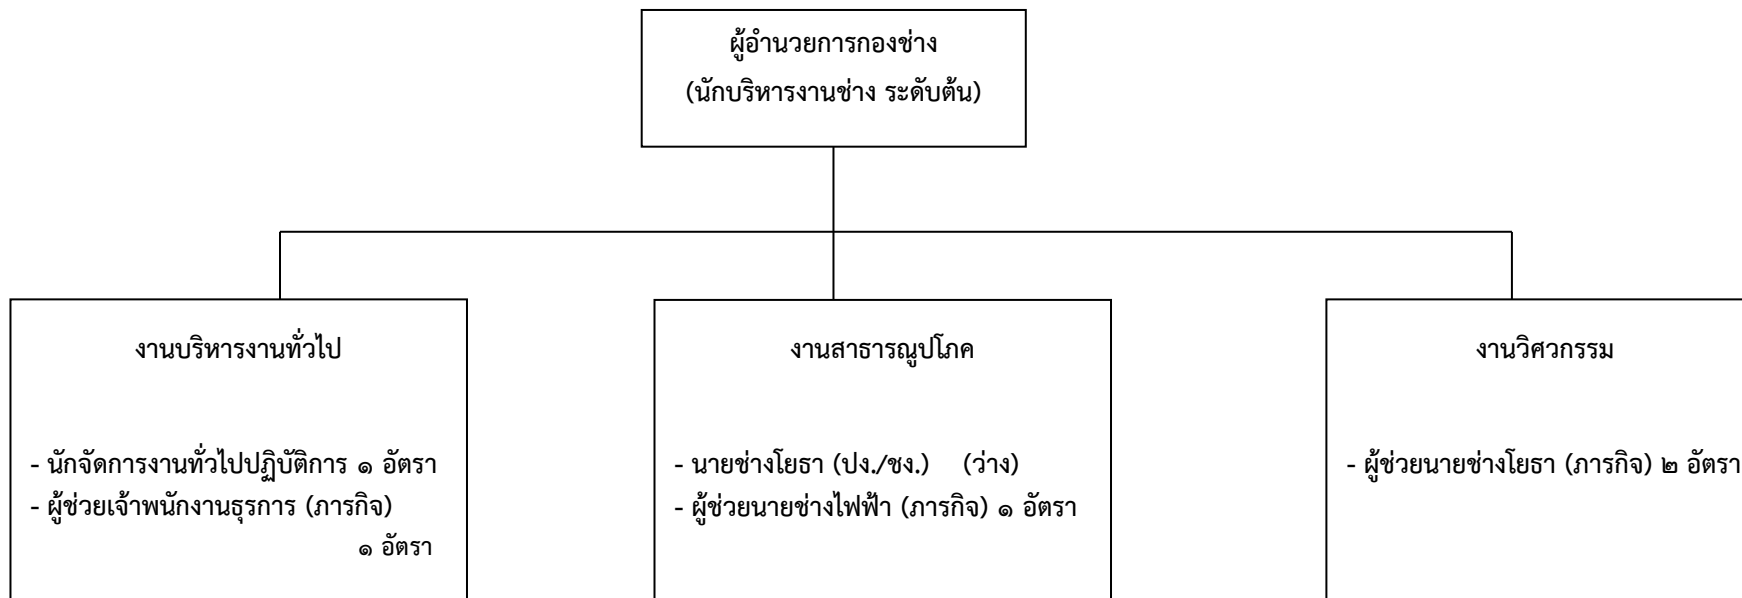 ผู้อำนวยการกองช่าง
(นักบริหารงานช่าง ระดับต้น)
งานบริหารงานทั่วไป
- นักจัดการงานทั่วไปปฏิบัติการ ๑ อัตรา
- ผู้ช่วยเจ้าพนักงานธุรการ (ภารกิจ)
๑ อัตรา
งานสาธารณูปโภค
- นายช่างโยธา (ปง./ชง.) (ว่าง)
- ผู้ช่วยนายช่างไฟฟ้า (ภารกิจ) ๑ อัตรา
งานวิศวกรรม
- ผู้ช่วยนายช่างโยธา (ภารกิจ) ๒ อัตรา